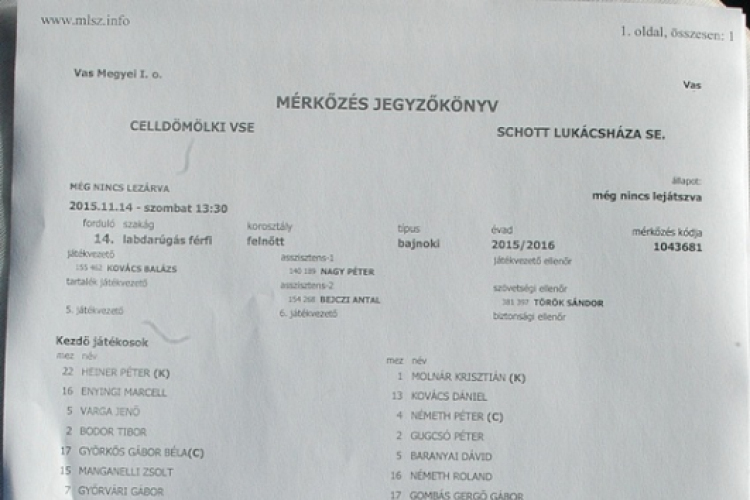 www.mlsz.info
1. oldal, összesen: 1
Vas Megyei I. o.
Vas
MÉRKŐZÉS JEGYZŐKÖNYV
CELLDÖMÖLKI VSE
SCHOTT LUKÁCSHÁZA SE.
MÉG NINCS LEZÁRVA
állapot:
még nincs lejátszva
2015.11.14 - szombat 13:30
forduló szakág korosztály típus évad mérkőzés kódja
14. labdarúgás férfi felnőtt bajnoki 2015/2016 1043681
játékvezető asszisztens-1 játékvezető ellenőr
KOVÁCS BALÁZS 140 189 NAGY PÉTER
tartalék játékvezető asszisztens-2 szövetségi ellenőr
154 268 BEJCZI ANTAL TÖRÖK SÁNDOR
5. játékvezető 6. játékvezető biztonsági ellenőr
Kezdő játékosok
mez név
22 HEINER PÉTER (K)
16 ENYINGI MARCELL
5 VARGA JENŐ
2 BODOR TIBOR
17 GYÖRKÖS GÁBOR BÉLA(C)
15 MANGANELLI ZSOLT
7 GYŐRVÁRI GÁBOR
mez név
1 MOLNÁR KRISZTIÁN (K)
13 KOVÁCS DÁNIEL
4 NÉMETH PÉTER (C)
2 GUGCSÓ PÉTER
5 BARANYAI DÁVID
16 NÉMETH ROLAND
17 GOMBÁS GERGŐ GÁBOR